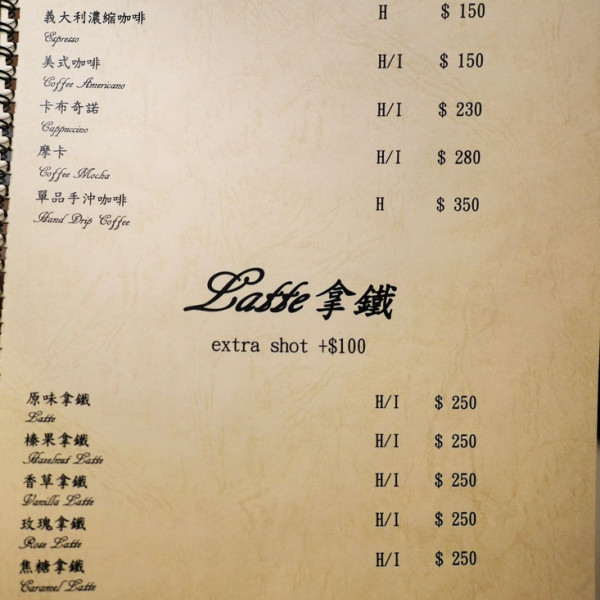 義大利濃縮咖啡 H $ 150
Espresso
美式咖啡 H/I $ 150
Coffee Americano
卡布奇諾 H/I $ 230
Cappuccino
摩卡 H/I $ 280
Coffee Mocha
單品手沖咖啡 H $ 350
Hand Drip Coffee
Latte 拿鐵
extra shot +$100
原味拿鐵 H/I $ 250
Latte
榛果拿鐵 H/I $ 250
Hazelnut Latte
香草拿鐵 H/I $ 250
Vanilla Latte
玫瑰拿鐵 H/I $ 250
Rose Latte
焦糖拿鐵 H/I $ 250
Caramel Latte